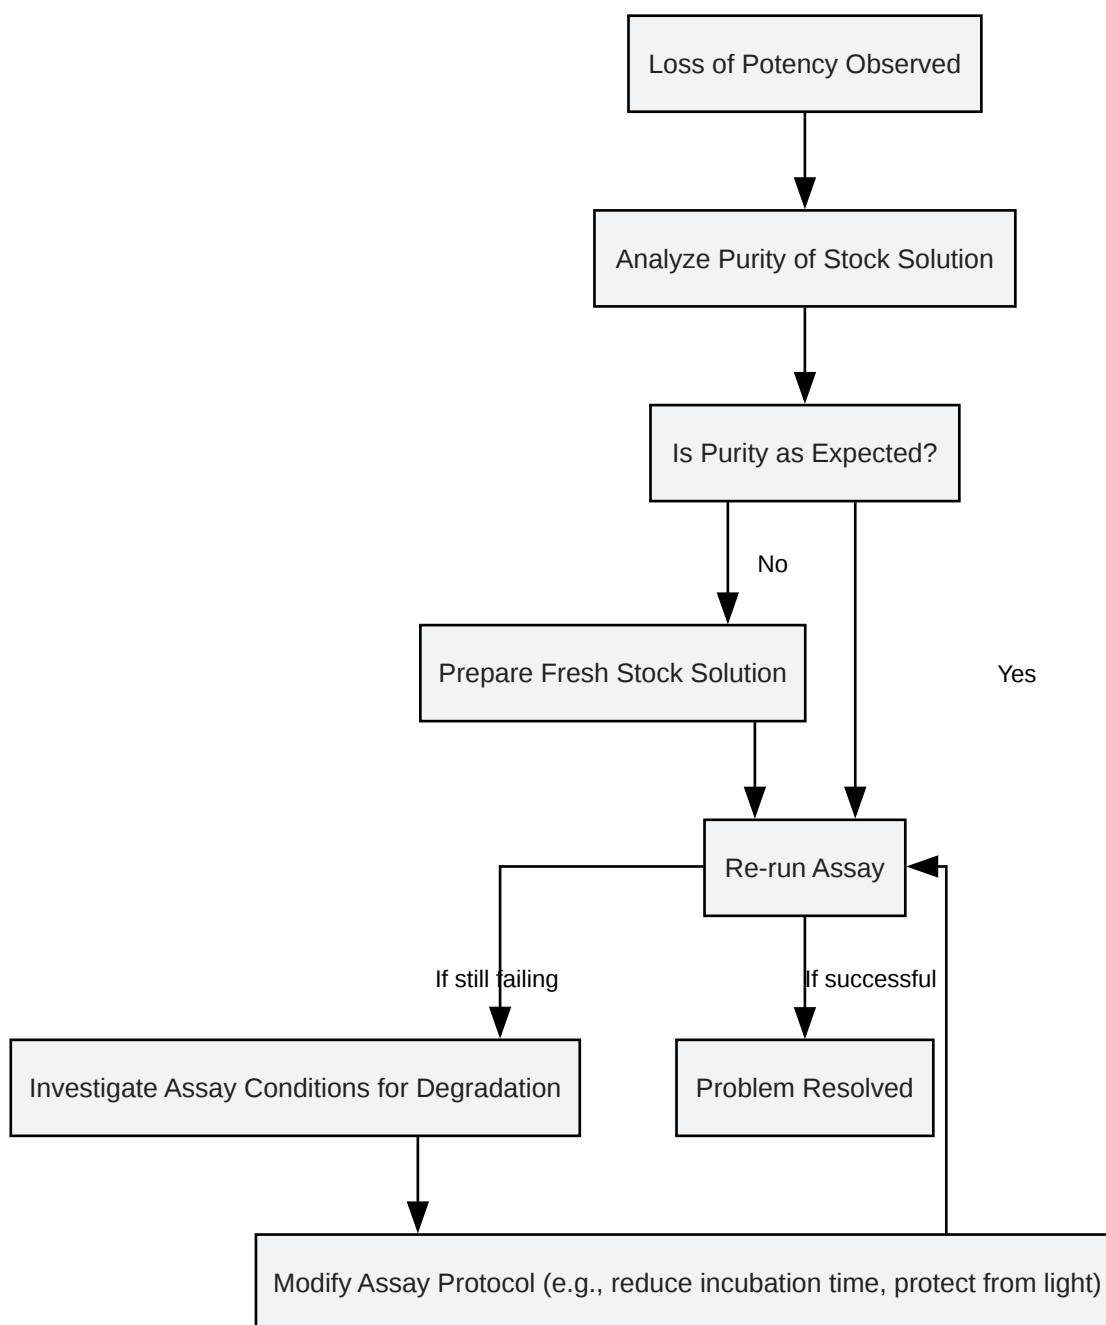 Loss of Potency Observed
Analyze Purity of Stock Solution
Is Purity as Expected?
No
Prepare Fresh Stock Solution
Yes
Re-run Assay
If still failing
If successful
Investigate Assay Conditions for Degradation
Problem Resolved
Modify Assay Protocol (e.g., reduce incubation time, protect from light)